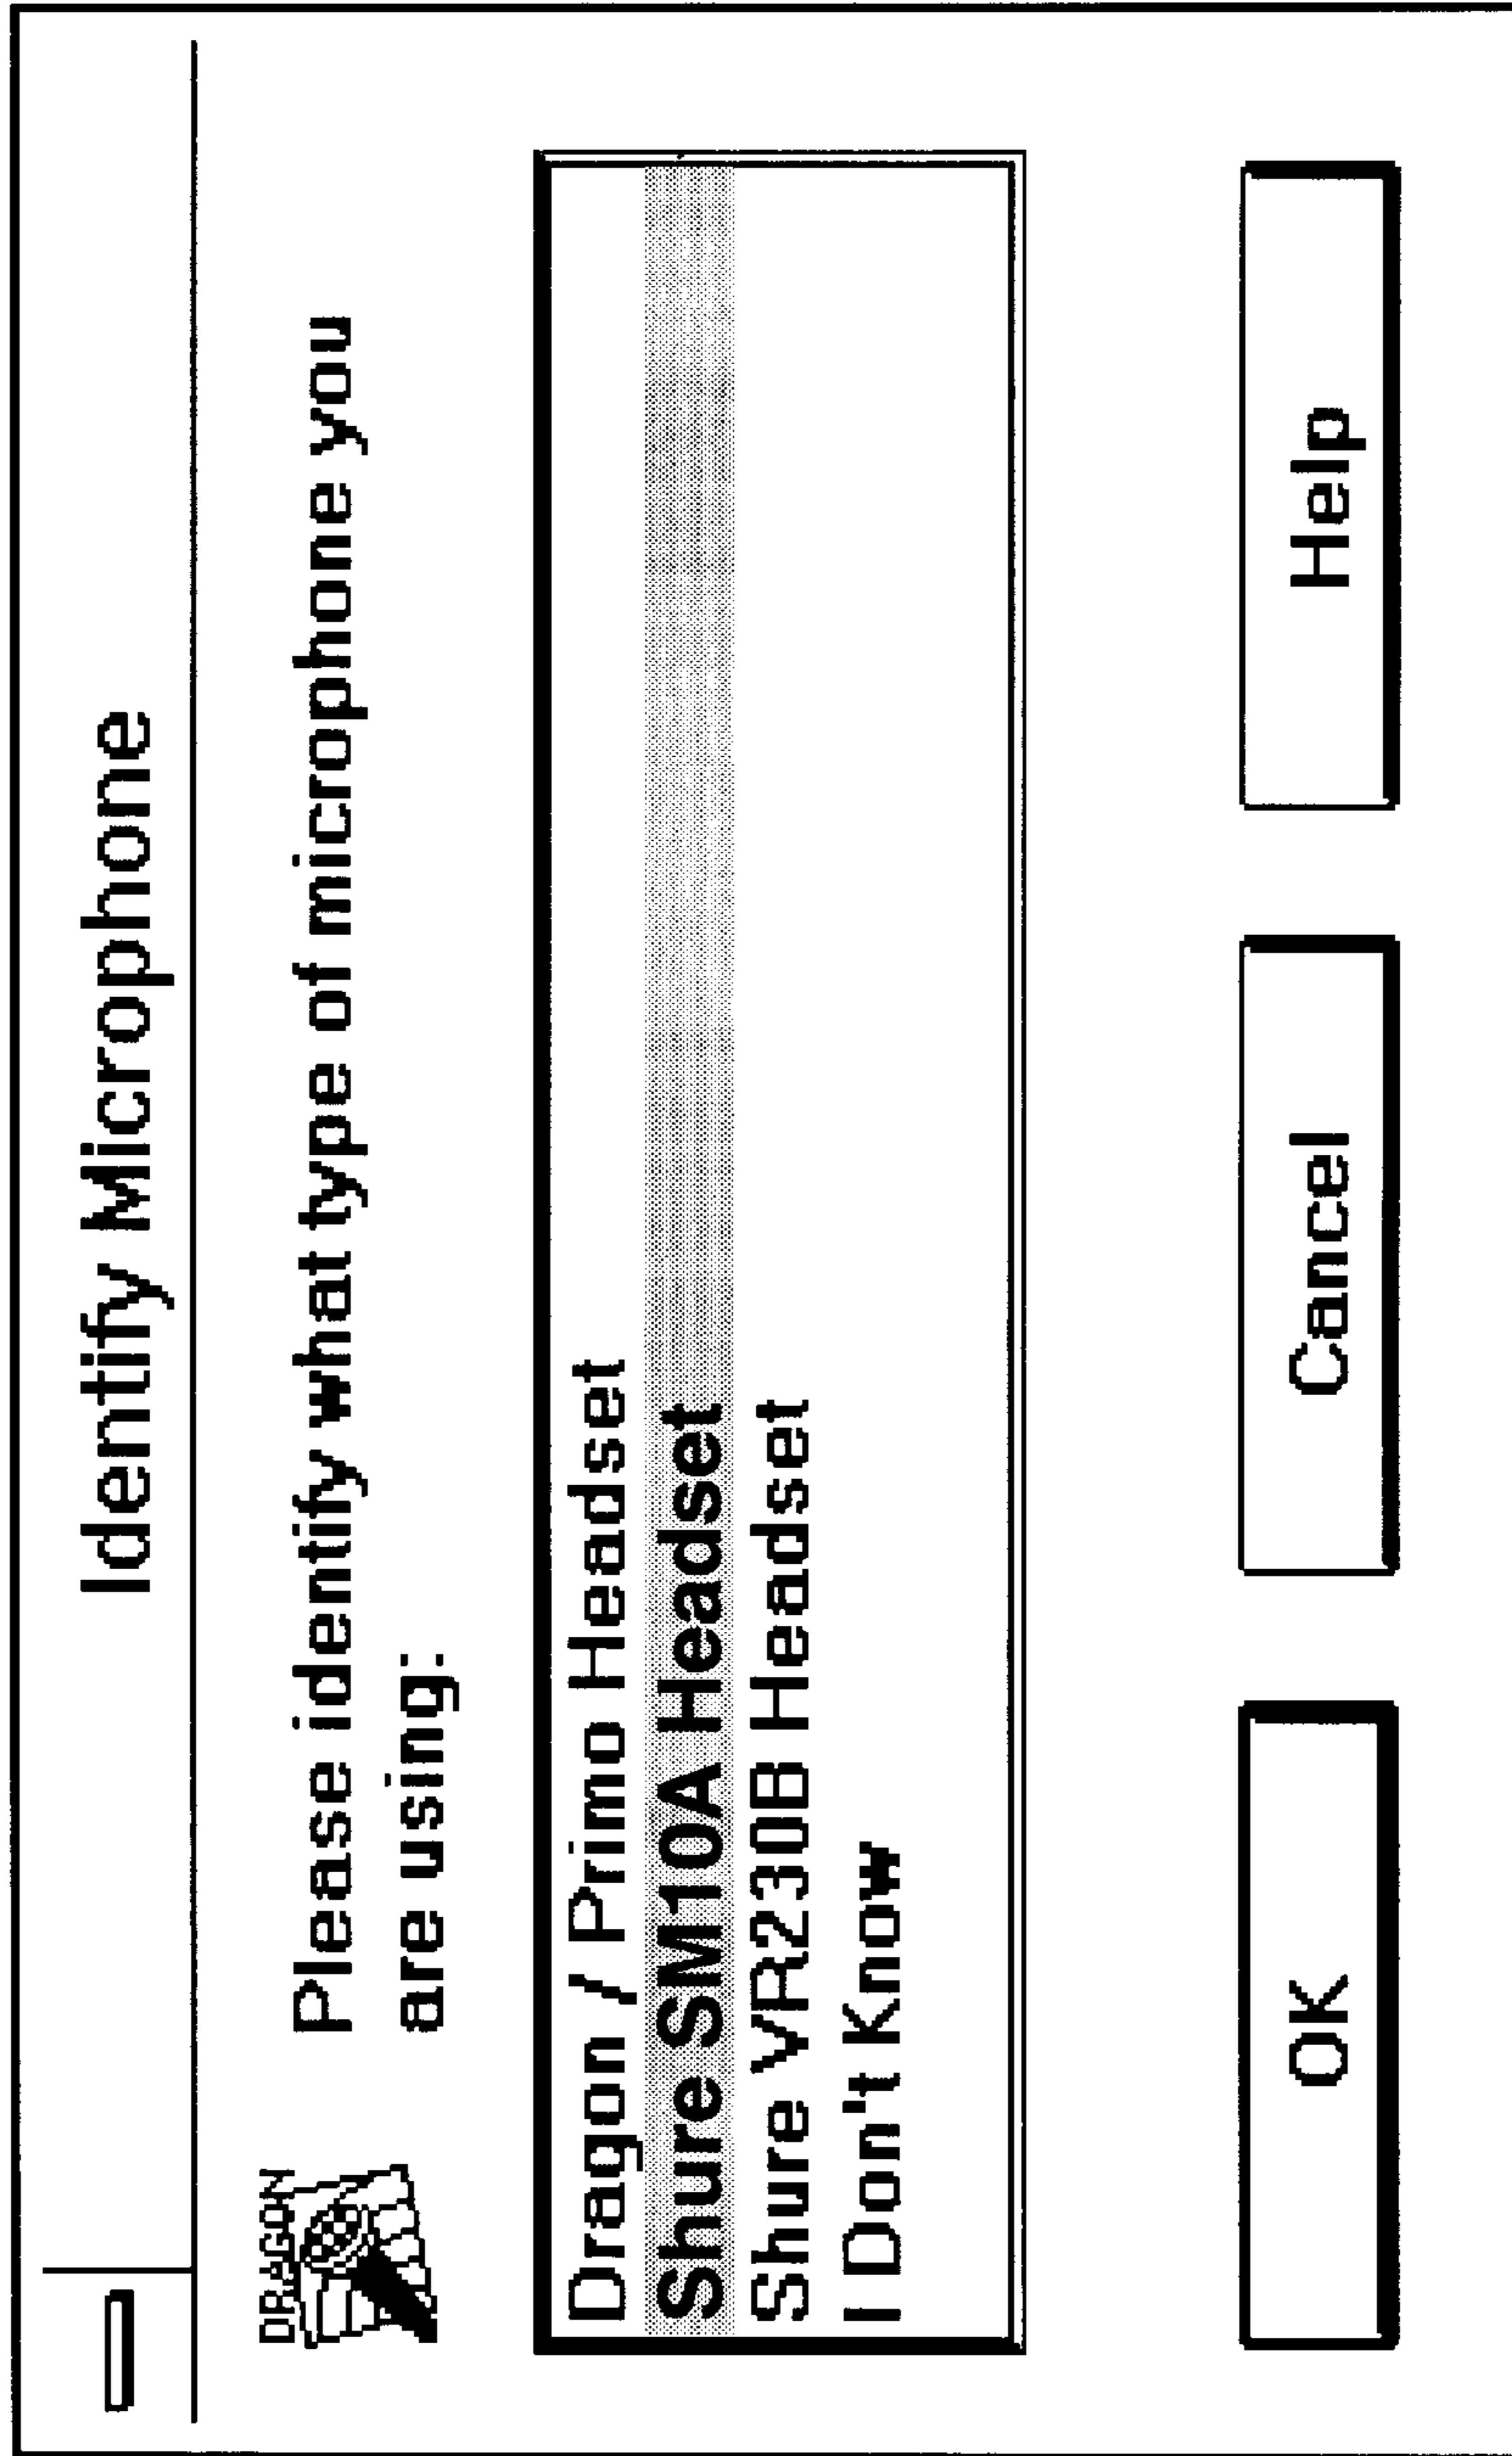 Identify Microphone
DRAGON
Please identify what type of microphone you
are using:
Dragon / Primo Headset
Shure SM10A Headset
Shure VR230B Headset
I Don't Know
OK
Cancel
Help